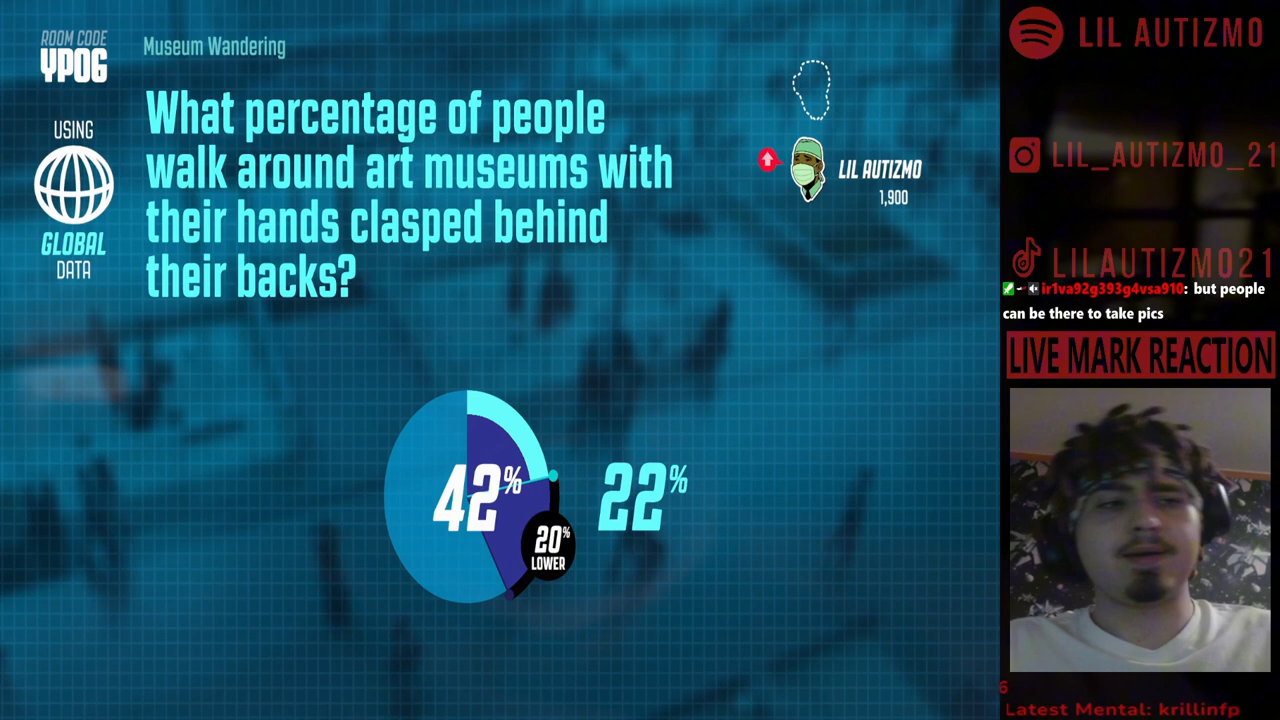 ROOM CODE
YPOG
Museum Wandering
What percentage of people
walk around art museums with
their hands clasped behind
their backs?
USING
GLOBAL
DATA
LIL AUTIZMO
1,900
42%
20%
LOWER
22%
LIL AUTIZMO
LIL_AUTIZMO_21
LILAUTIZMO21
ir1va92g393g4vsa910: but people
can be there to take pics
LIVE MARK REACTION
6
Latest Mental: krillinfp